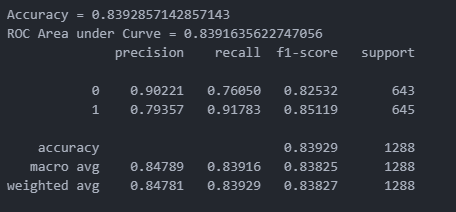 Accuracy = 0.8392857142857143
ROC Area under Curve = 0.8391635622747056
precision recall f1-score support
0 0.90221 0.76050 0.82532 643
1 0.79357 0.91783 0.85119 645
accuracy 0.83929 1288
macro avg 0.84789 0.83916 0.83825 1288
weighted avg 0.84781 0.83929 0.83827 1288